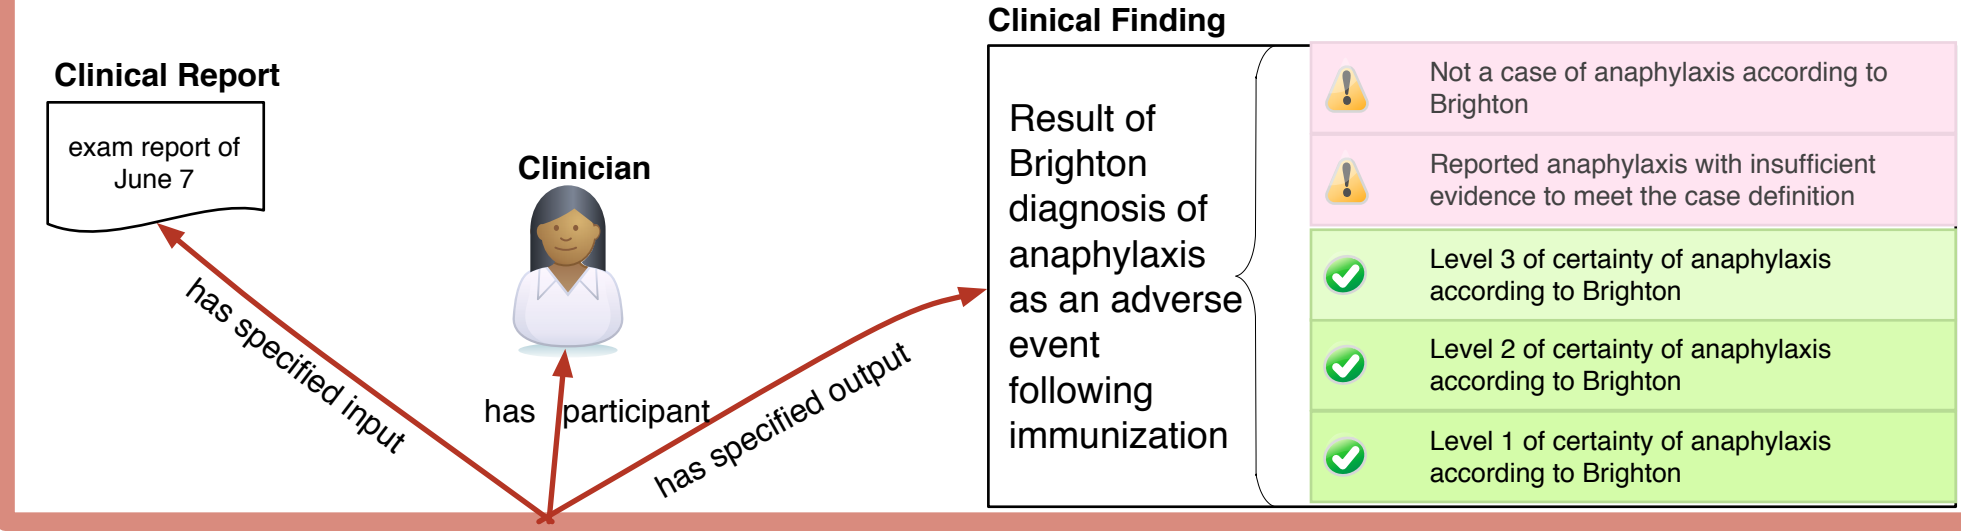 Clinical Report
exam report of
June 7
has specified input
Clinician
has participant
has specified output
Clinical Finding
Result of
Brighton
diagnosis of
anaphylaxis
as an adverse
event
following
immunization
Not a case of anaphylaxis according to
Brighton
Reported anaphylaxis with insufficient
evidence to meet the case definition
Level 3 of certainty of anaphylaxis
according to Brighton
Level 2 of certainty of anaphylaxis
according to Brighton
Level 1 of certainty of anaphylaxis
according to Brighton